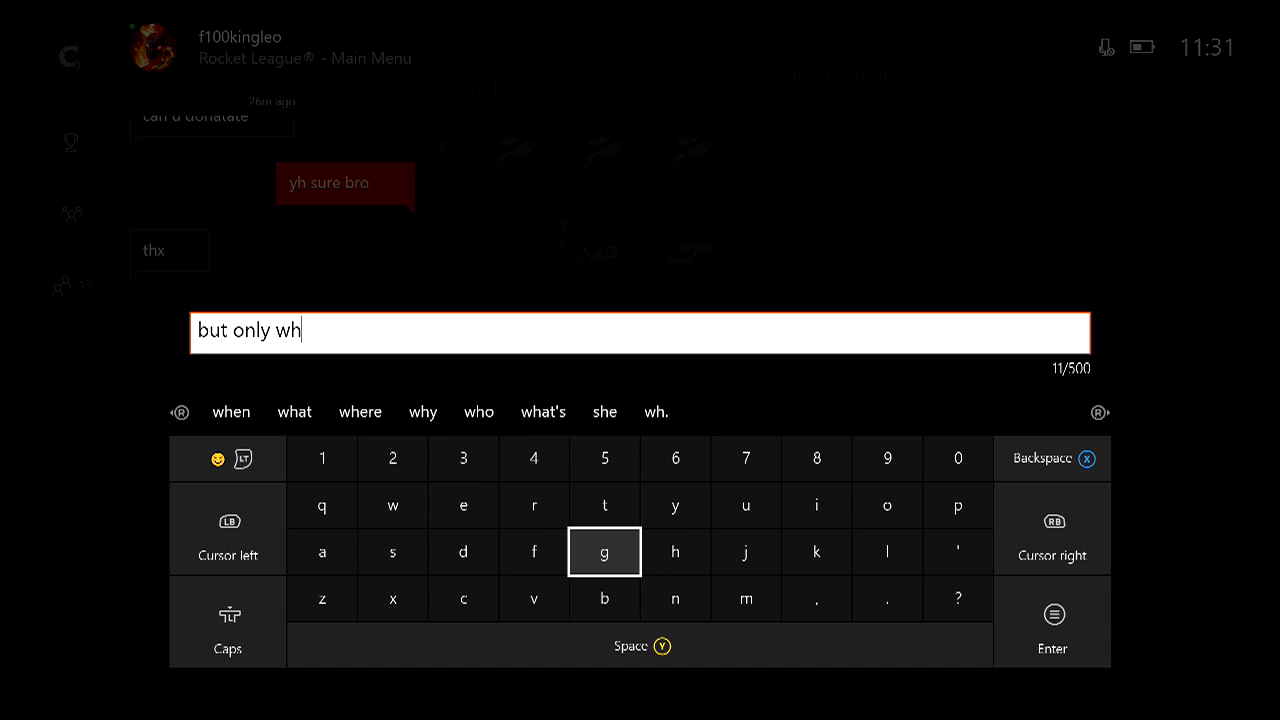 f100kingleo
Rocket League® - Main Menu
11:31
26m ago
can u donatate
yh sure bro
thx
13
but only wh
11/500
R when what where why who what's she wh. R
LT 1 2 3 4 5 6 7 8 9 0 Backspace X
q w e r t y u i o p
LB Cursor left
a s d f g h j k l '
RB Cursor right
z x c v b n m , . ?
LT Caps
Space Y
Enter